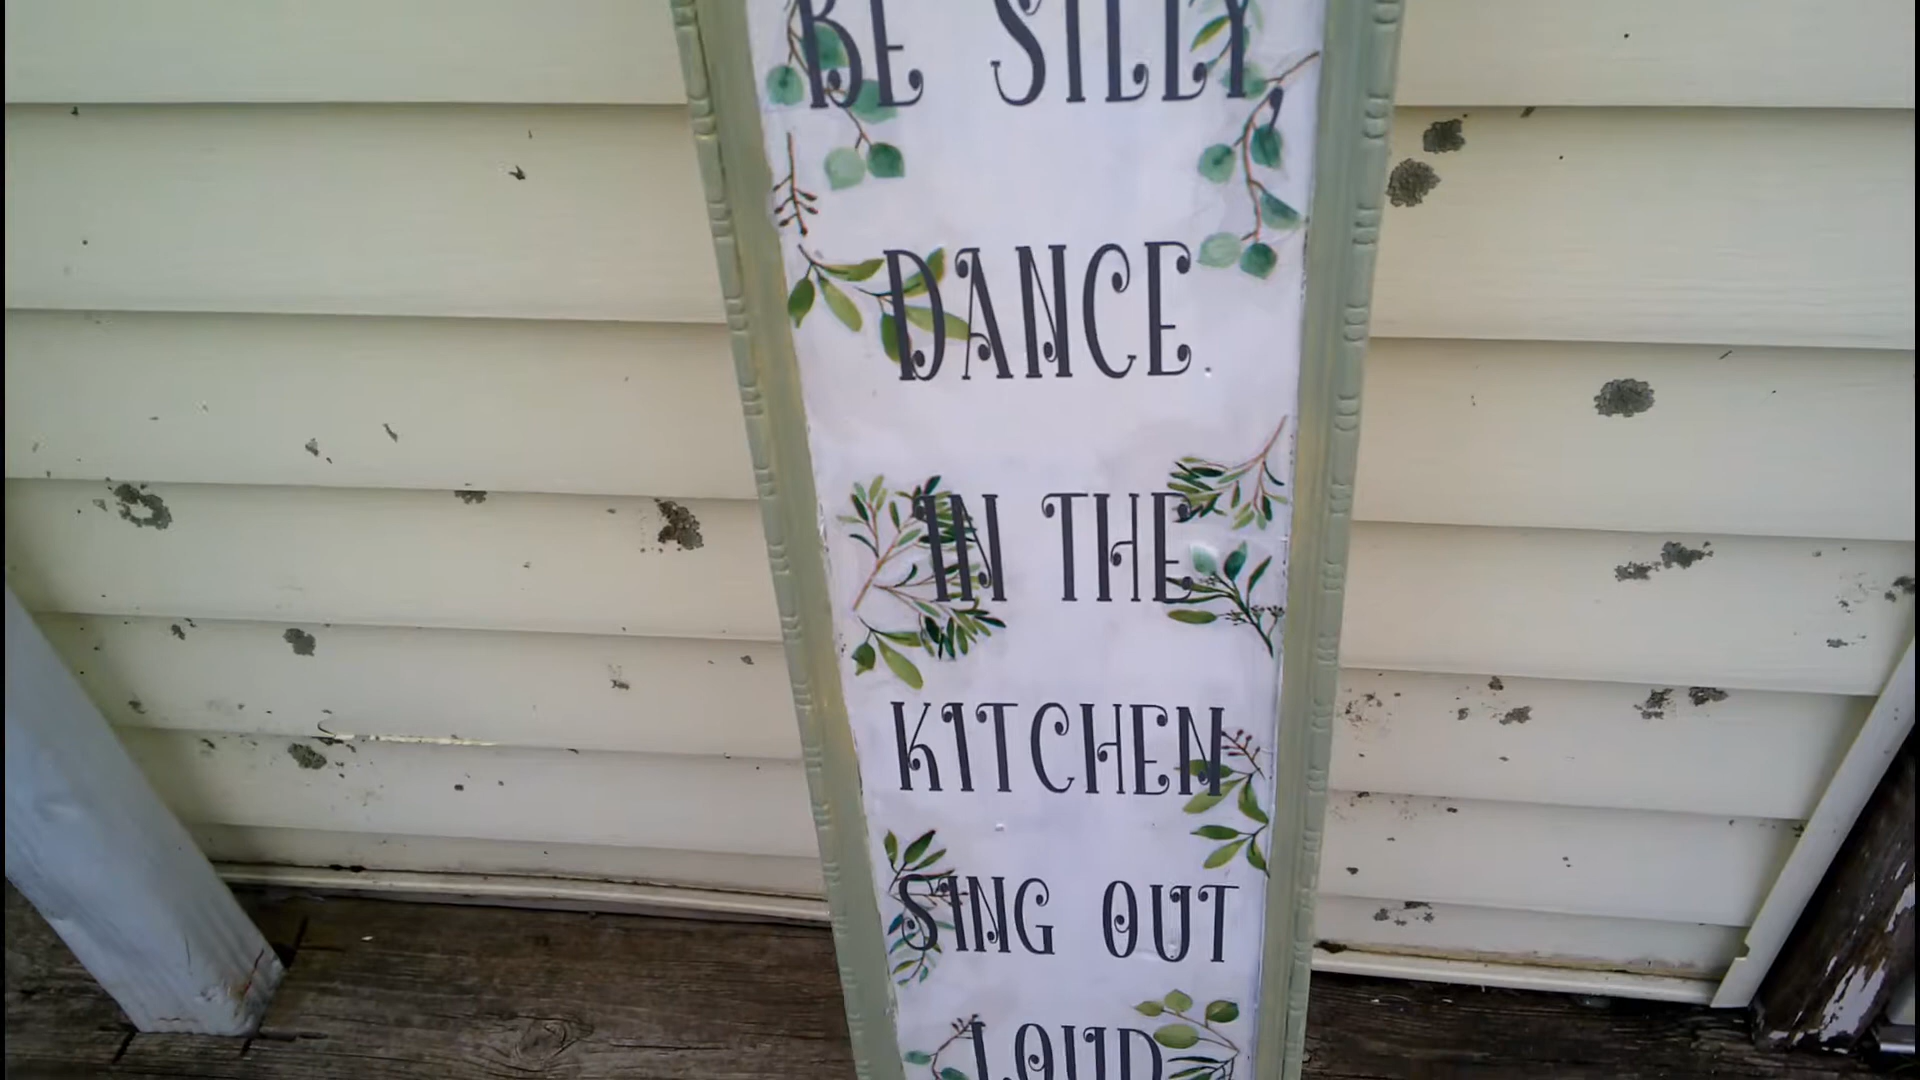 BE SILLY
DANCE.
IN THE
KITCHEN
SING OUT
LOUD